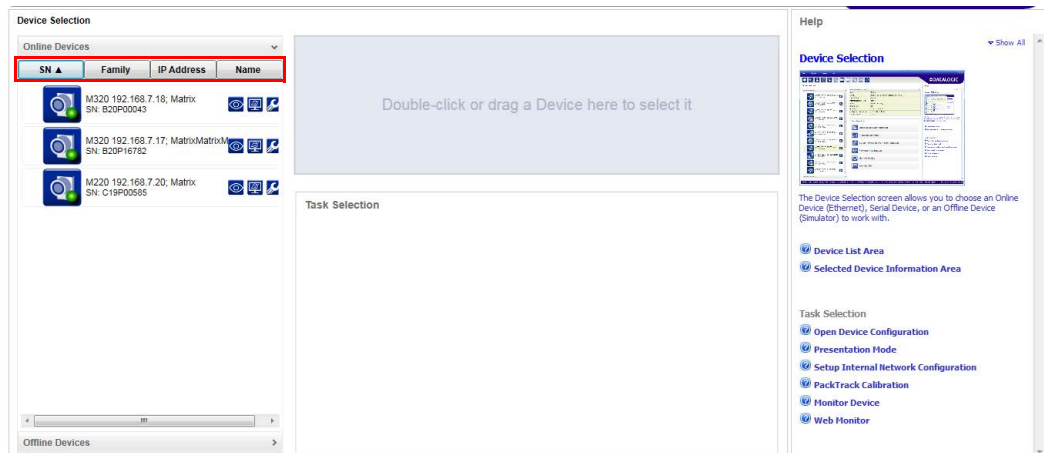 Device Selection
Online Devices
SN ▲ Family IP Address Name
M320 192.168.7.18; Matrix
SN: B20P00043
M320 192.168.7.17; MatrixMatrixM
SN: B20P16782
M220 192.168.7.20; Matrix
SN: C19P00585
Offline Devices
Double-click or drag a Device here to select it
Task Selection
Help
Show All
Device Selection
DATALOGIC
The Device Selection screen allows you to choose an Online
Device (Ethernet), Serial Device, or an Offline Device
(Simulator) to work with.
Device List Area
Selected Device Information Area
Task Selection
Open Device Configuration
Presentation Mode
Setup Internal Network Configuration
PackTrack Calibration
Monitor Device
Web Monitor